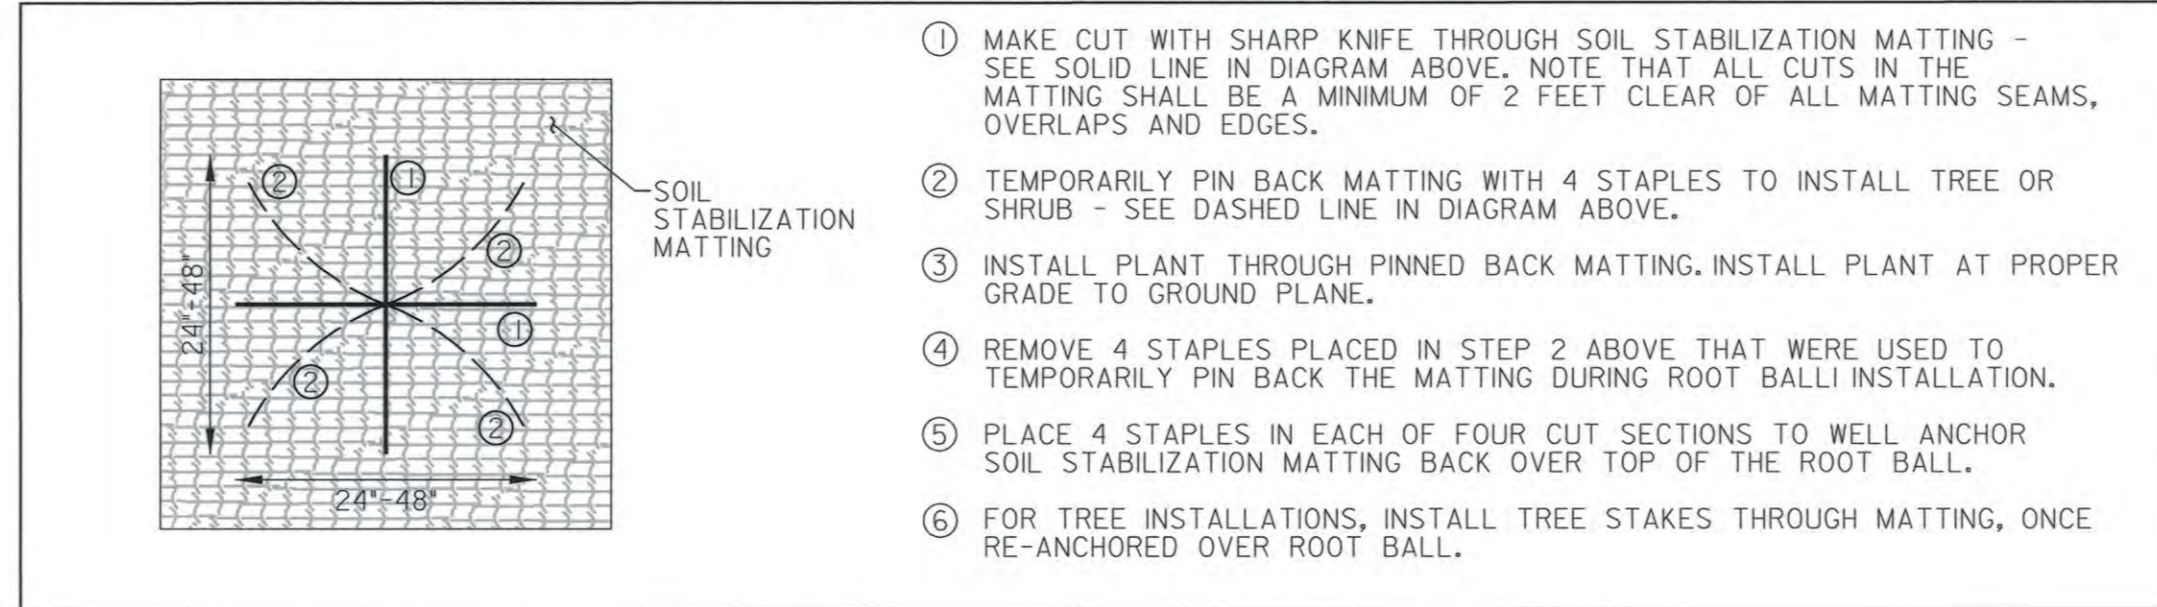 ① MAKE CUT WITH SHARP KNIFE THROUGH SOIL STABILIZATION MATTING -
SEE SOLID LINE IN DIAGRAM ABOVE. NOTE THAT ALL CUTS IN THE
MATTING SHALL BE A MINIMUM OF 2 FEET CLEAR OF ALL MATTING SEAMS,
OVERLAPS AND EDGES.
② TEMPORARILY PIN BACK MATTING WITH 4 STAPLES TO INSTALL TREE OR
SHRUB - SEE DASHED LINE IN DIAGRAM ABOVE.
③ INSTALL PLANT THROUGH PINNED BACK MATTING. INSTALL PLANT AT PROPER
GRADE TO GROUND PLANE.
④ REMOVE 4 STAPLES PLACED IN STEP 2 ABOVE THAT WERE USED TO
TEMPORARILY PIN BACK THE MATTING DURING ROOT BALLI INSTALLATION.
⑤ PLACE 4 STAPLES IN EACH OF FOUR CUT SECTIONS TO WELL ANCHOR
SOIL STABILIZATION MATTING BACK OVER TOP OF THE ROOT BALL.
⑥ FOR TREE INSTALLATIONS, INSTALL TREE STAKES THROUGH MATTING, ONCE
RE-ANCHORED OVER ROOT BALL.
SOIL
STABILIZATION
MATTING
②
①
②
24"-48"
①
②
②
24"-48"